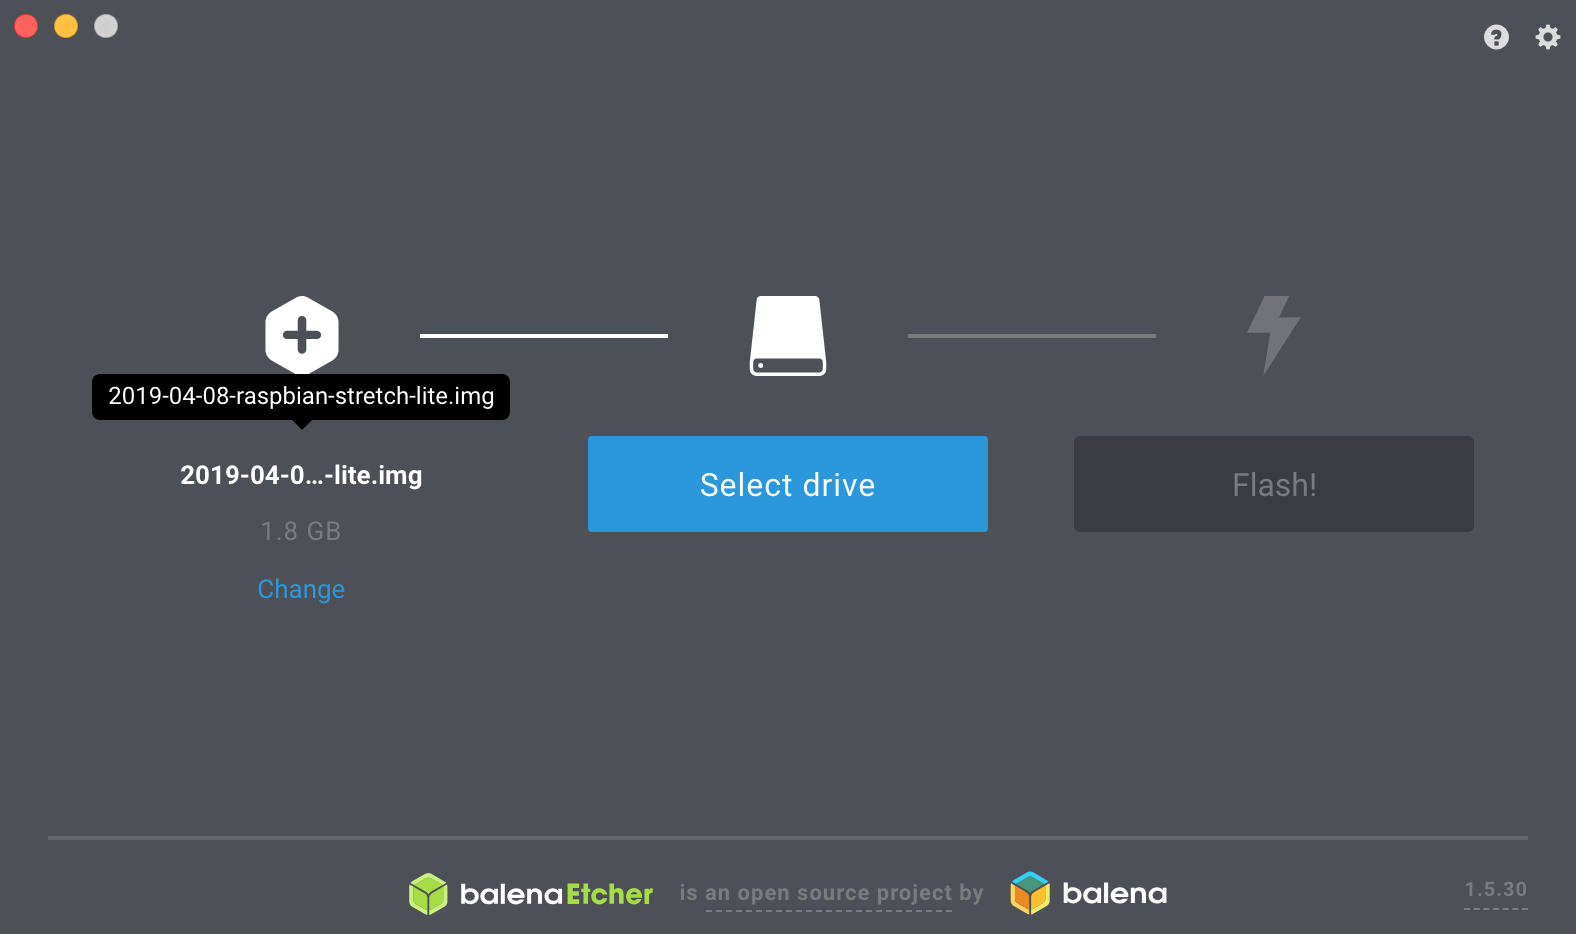 2019-04-08-raspbian-stretch-lite.img
2019-04-0...-lite.img
1.8 GB
Change
Select drive
Flash!
balenaEtcher is an open source project by balena
1.5.30